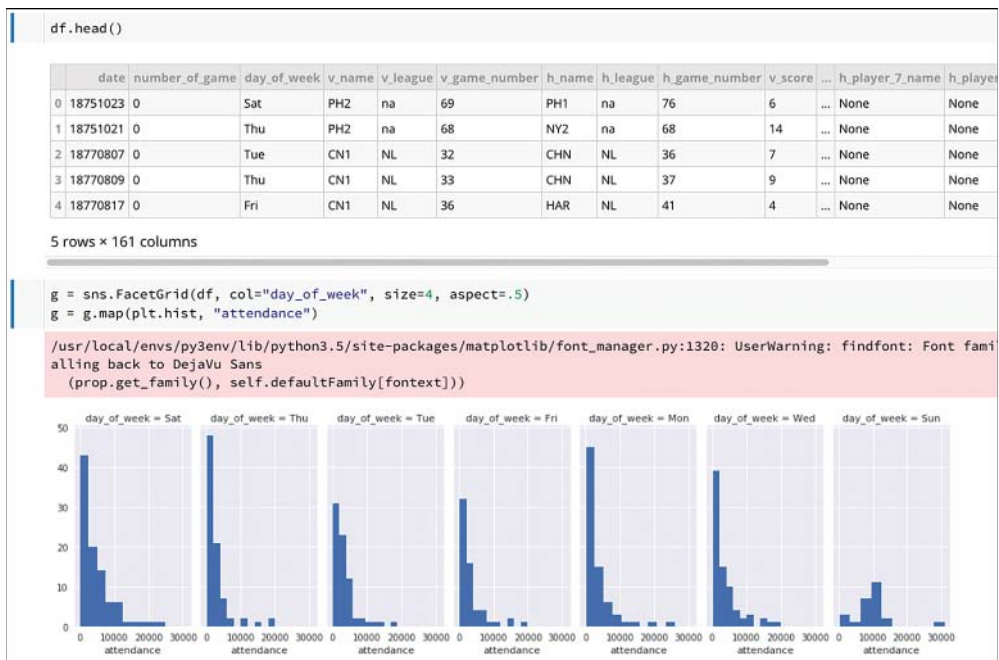 df.head()
date number_of_game day_of_week v_name v_league v_game_number h_name h_league h_game_number v_score ... h_player_7_name h_player
0 18751023 0 Sat PH2 na 69 PH1 na 76 6 ... None None
1 18751021 0 Thu PH2 na 68 NY2 na 68 14 ... None None
2 18770807 0 Tue CN1 NL 32 CHN NL 36 7 ... None None
3 18770809 0 Thu CN1 NL 33 CHN NL 37 9 ... None None
4 18770817 0 Fri CN1 NL 36 HAR NL 41 4 ... None None
5 rows × 161 columns
g = sns.FacetGrid(df, col="day_of_week", size=4, aspect=.5)
g = g.map(plt.hist, "attendance")
/usr/local/envs/py3env/lib/python3.5/site-packages/matplotlib/font_manager.py:1320: UserWarning: findfont: Font fami
alling back to DejaVu Sans
(prop.get_family(), self.defaultFamily[fontext]))
day_of_week = Sat day_of_week = Thu day_of_week = Tue day_of_week = Fri day_of_week = Mon day_of_week = Wed day_of_week = Sun
50
40
30
20
10
0
0 10000 20000 30000 0 10000 20000 30000 0 10000 20000 30000 0 10000 20000 30000 0 10000 20000 30000 0 10000 20000 30000 0 10000 20000 30000
attendance attendance attendance attendance attendance attendance attendance